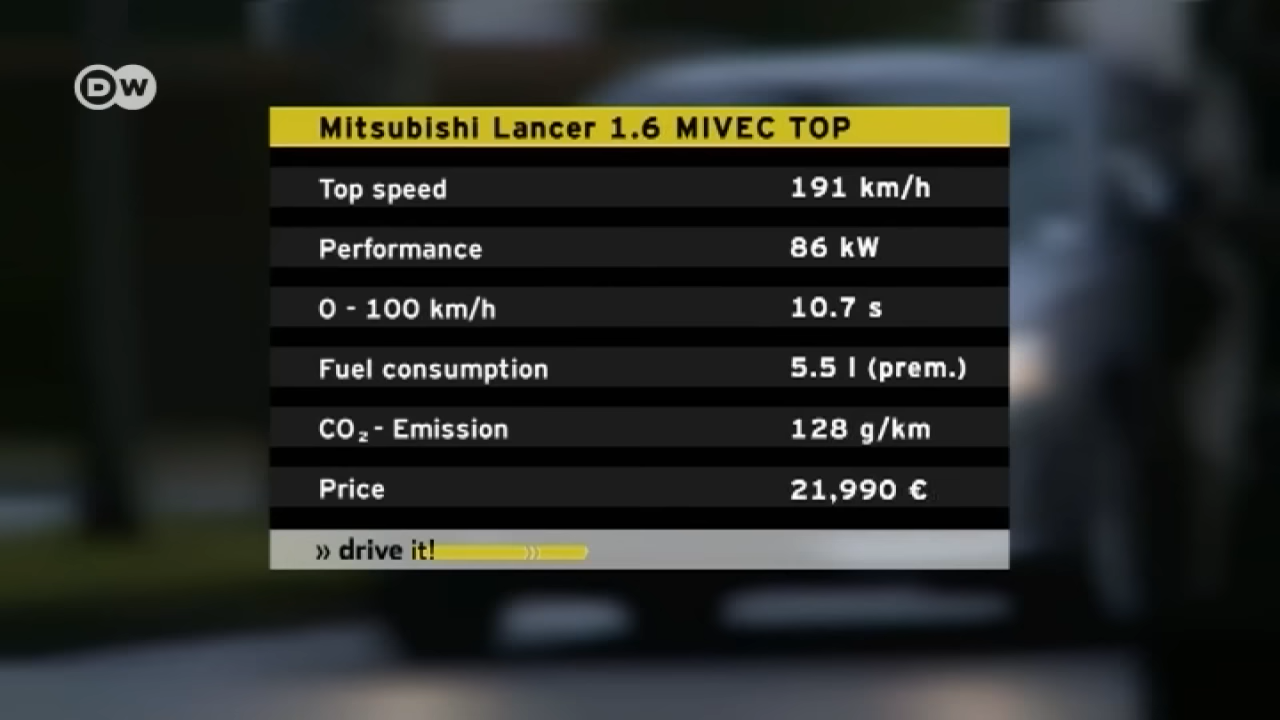 DW
Mitsubishi Lancer 1.6 MIVEC TOP
Top speed 191 km/h
Performance 86 kW
0 - 100 km/h 10.7 s
Fuel consumption 5.5 l (prem.)
CO₂ - Emission 128 g/km
Price 21,990 €
» drive it!